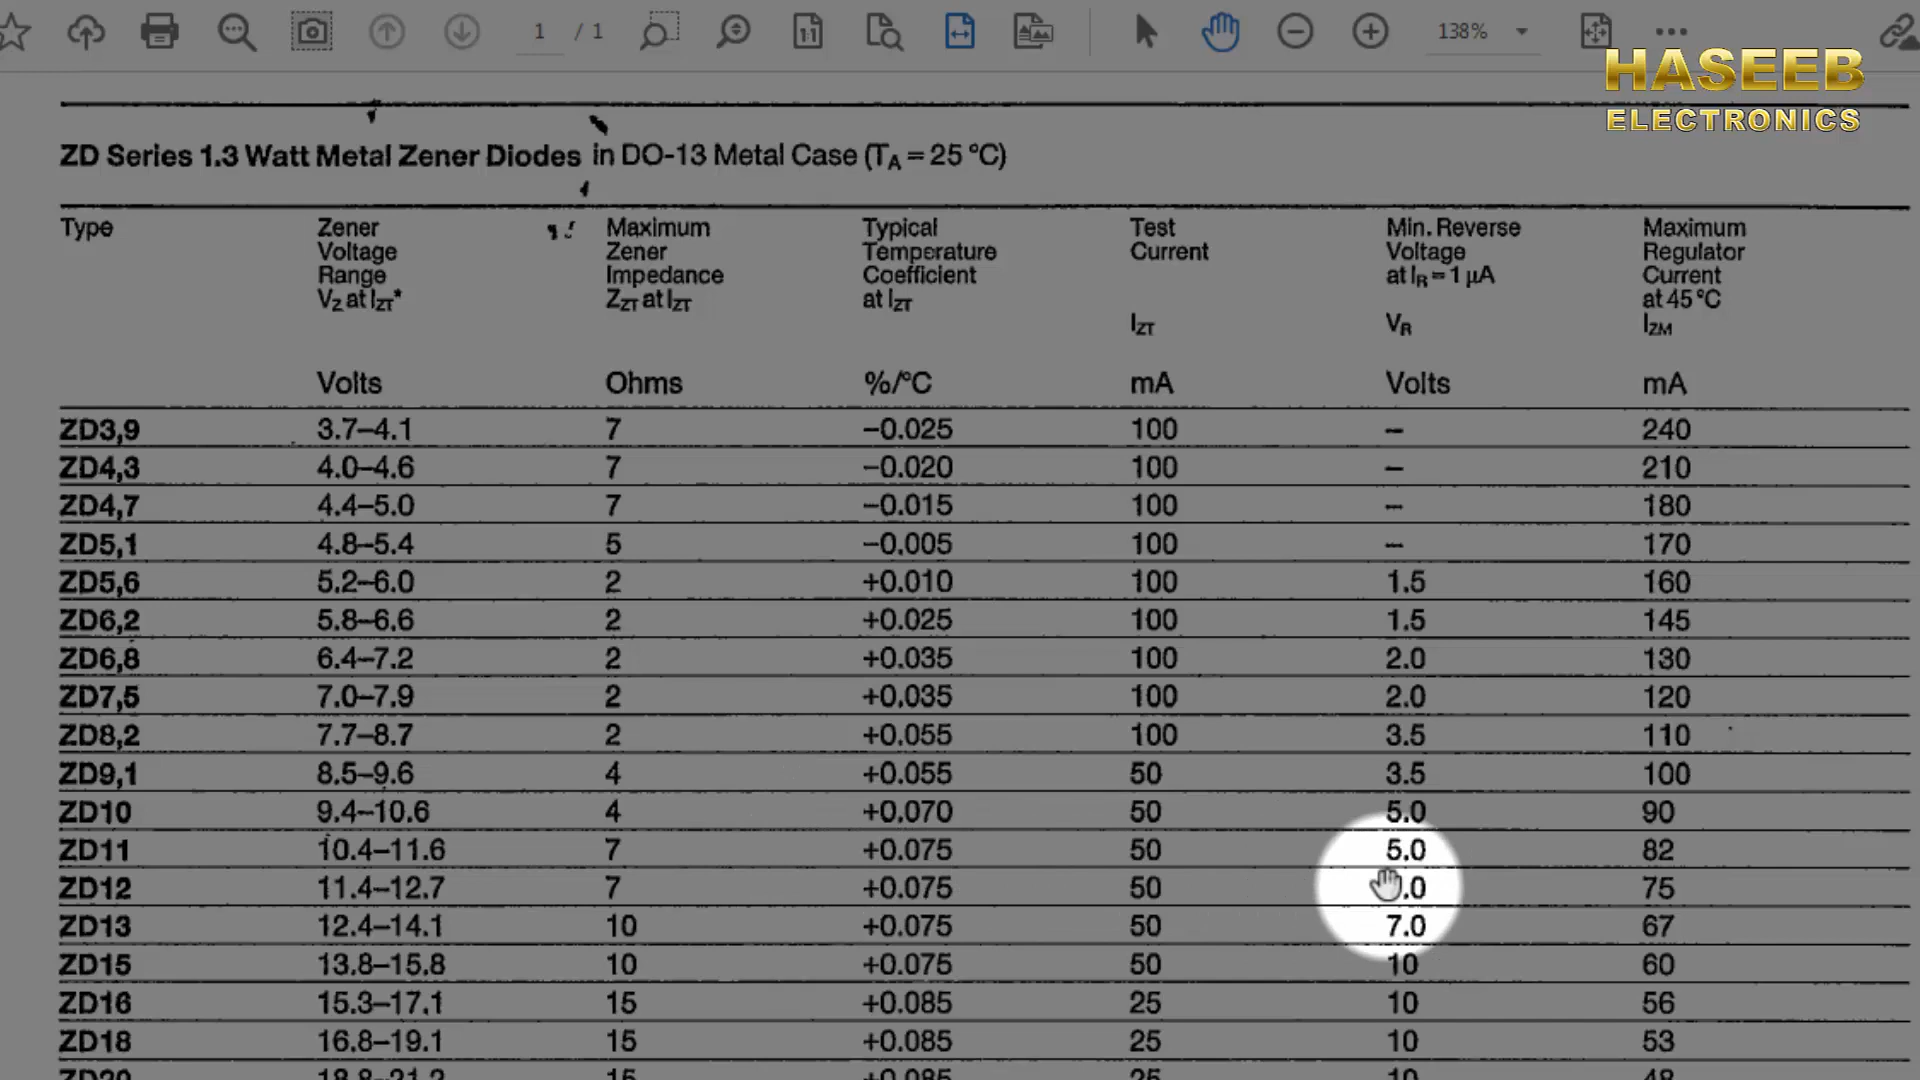 1 / 1
138%
HASEEB
ELECTRONICS
ZD Series 1.3 Watt Metal Zener Diodes in DO-13 Metal Case (TA = 25 °C)
Type Zener Voltage Range VZ at IZT* Maximum Zener Impedance ZZT at IZT Typical Temperature Coefficient at IZT Test Current IZT Min. Reverse Voltage at IR = 1 µA VR Maximum Regulator Current at 45 °C IZM
Volts Ohms %/°C mA Volts mA
ZD3,9 3.7–4.1 7 –0.025 100 – 240
ZD4,3 4.0–4.6 7 –0.020 100 – 210
ZD4,7 4.4–5.0 7 –0.015 100 – 180
ZD5,1 4.8–5.4 5 –0.005 100 – 170
ZD5,6 5.2–6.0 2 +0.010 100 1.5 160
ZD6,2 5.8–6.6 2 +0.025 100 1.5 145
ZD6,8 6.4–7.2 2 +0.035 100 2.0 130
ZD7,5 7.0–7.9 2 +0.035 100 2.0 120
ZD8,2 7.7–8.7 2 +0.055 100 3.5 110
ZD9,1 8.5–9.6 4 +0.055 50 3.5 100
ZD10 9.4–10.6 4 +0.070 50 5.0 90
ZD11 10.4–11.6 7 +0.075 50 5.0 82
ZD12 11.4–12.7 7 +0.075 50 .0 75
ZD13 12.4–14.1 10 +0.075 50 7.0 67
ZD15 13.8–15.8 10 +0.075 50 10 60
ZD16 15.3–17.1 15 +0.085 25 10 56
ZD18 16.8–19.1 15 +0.085 25 10 53
ZD20 18.8–21.2 15 +0.085 25 10 48